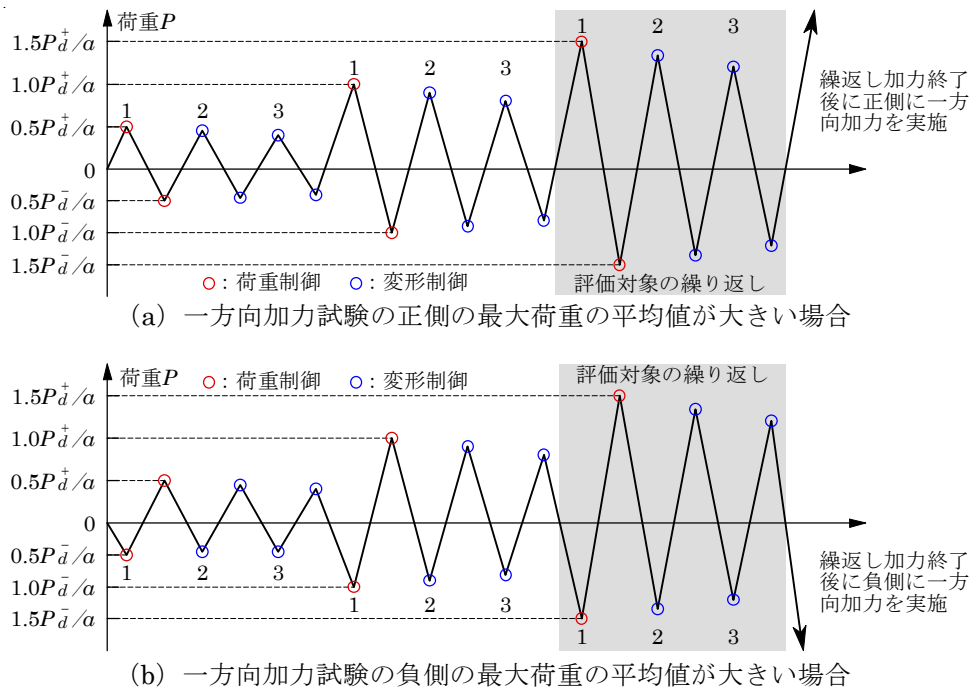 荷重P
1.5P_d^+/a
1.0P_d^+/a
0.5P_d^+/a
0
0.5P_d^-/a
1.0P_d^-/a
1.5P_d^-/a
1
2
3
1
2
3
1
2
3
繰返し加力終了
後に正側に一方
向加力を実施
○：荷重制御 ○：変形制御
評価対象の繰り返し
(a) 一方向加力試験の正側の最大荷重の平均値が大きい場合
荷重P
○：荷重制御 ○：変形制御
評価対象の繰り返し
1.5P_d^+/a
1.0P_d^+/a
0.5P_d^+/a
0
0.5P_d^-/a
1.0P_d^-/a
1.5P_d^-/a
1
2
3
1
2
3
1
2
3
繰返し加力終了
後に負側に一方
向加力を実施
(b) 一方向加力試験の負側の最大荷重の平均値が大きい場合